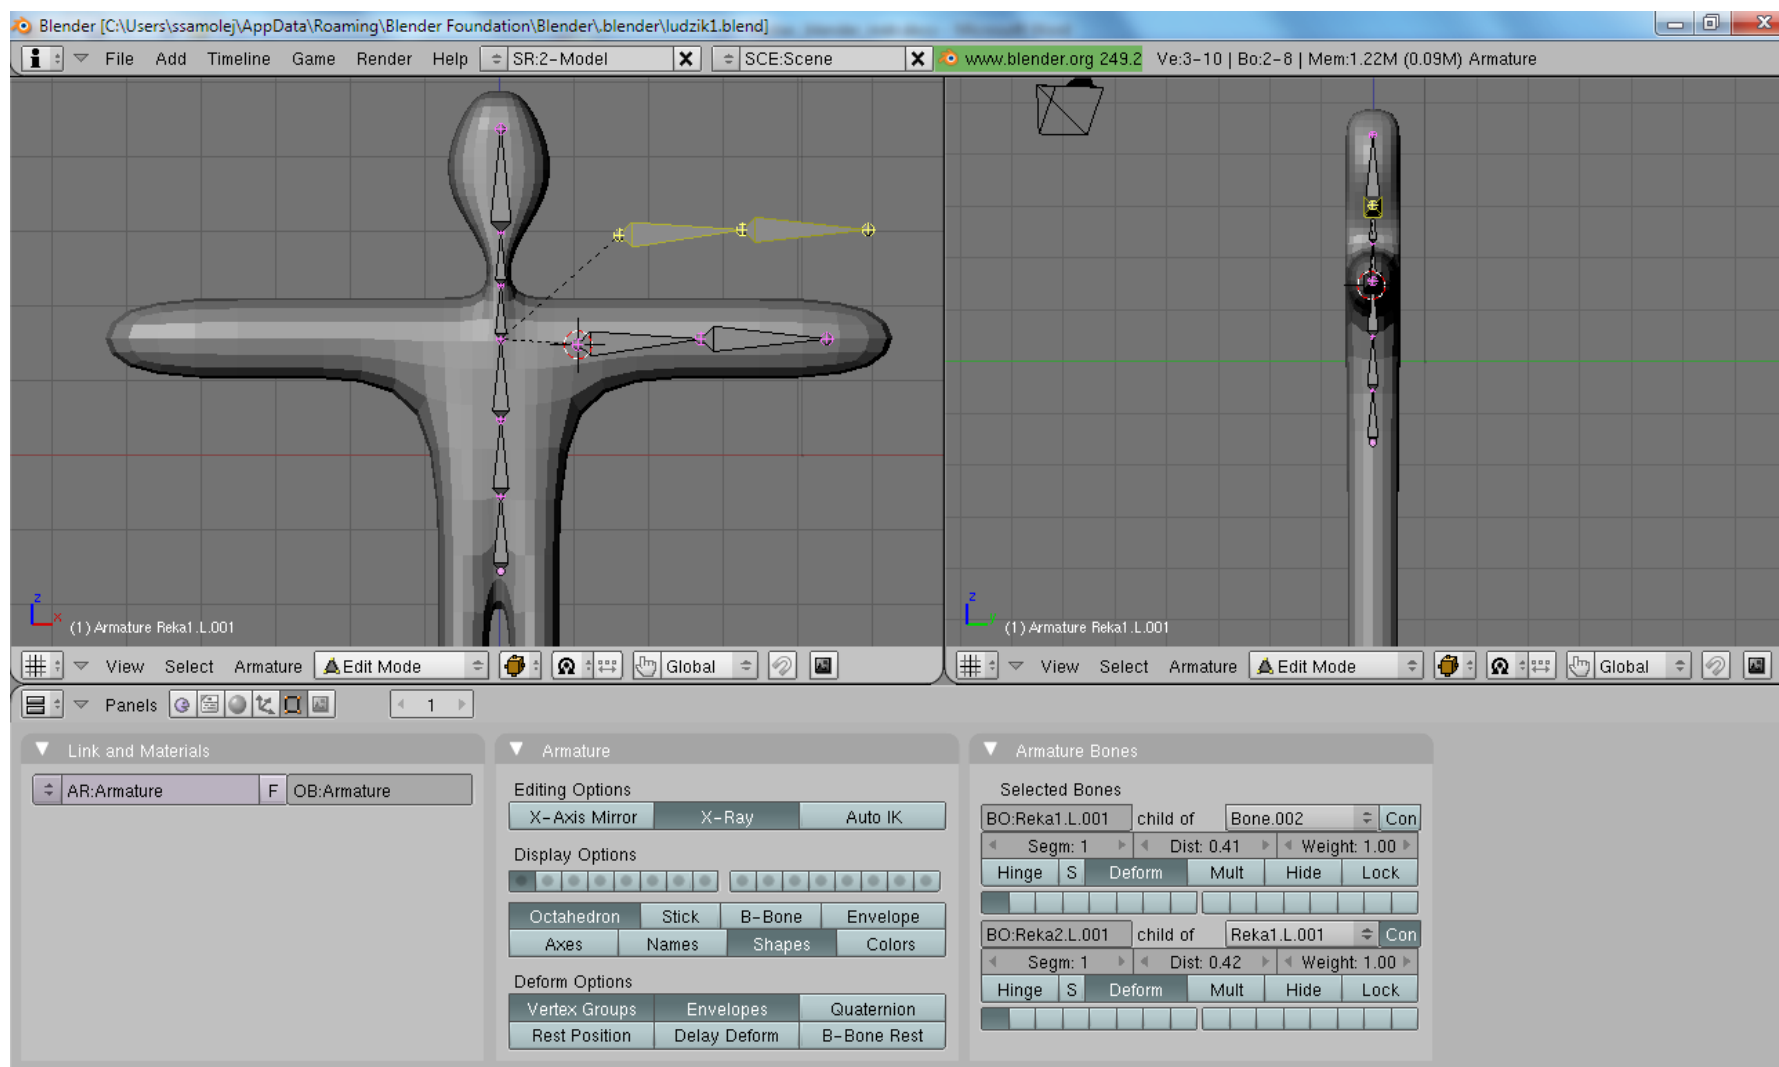 Blender [C:\Users\ssamolej\AppData\Roaming\Blender Foundation\Blender\.blender\ludzik1.blend]
File Add Timeline Game Render Help SR:2-Model SCE:Scene www.blender.org 249.2 Ve:3-10 | Bo:2-8 | Mem:1.22M (0.09M) Armature
z
x
(1) Armature Reka1.L.001
z
(1) Armature Reka1.L.001
View Select Armature Edit Mode Global
View Select Armature Edit Mode Global
Panels 1
Link and Materials
AR:Armature F OB:Armature
Armature
Editing Options
X-Axis Mirror X-Ray Auto IK
Display Options
Octahedron Stick B-Bone Envelope
Axes Names Shapes Colors
Deform Options
Vertex Groups Envelopes Quaternion
Rest Position Delay Deform B-Bone Rest
Armature Bones
Selected Bones
BO:Reka1.L.001 child of Bone.002 Con
Segm: 1 Dist: 0.41 Weight: 1.00
Hinge S Deform Mult Hide Lock
BO:Reka2.L.001 child of Reka1.L.001 Con
Segm: 1 Dist: 0.42 Weight: 1.00
Hinge S Deform Mult Hide Lock